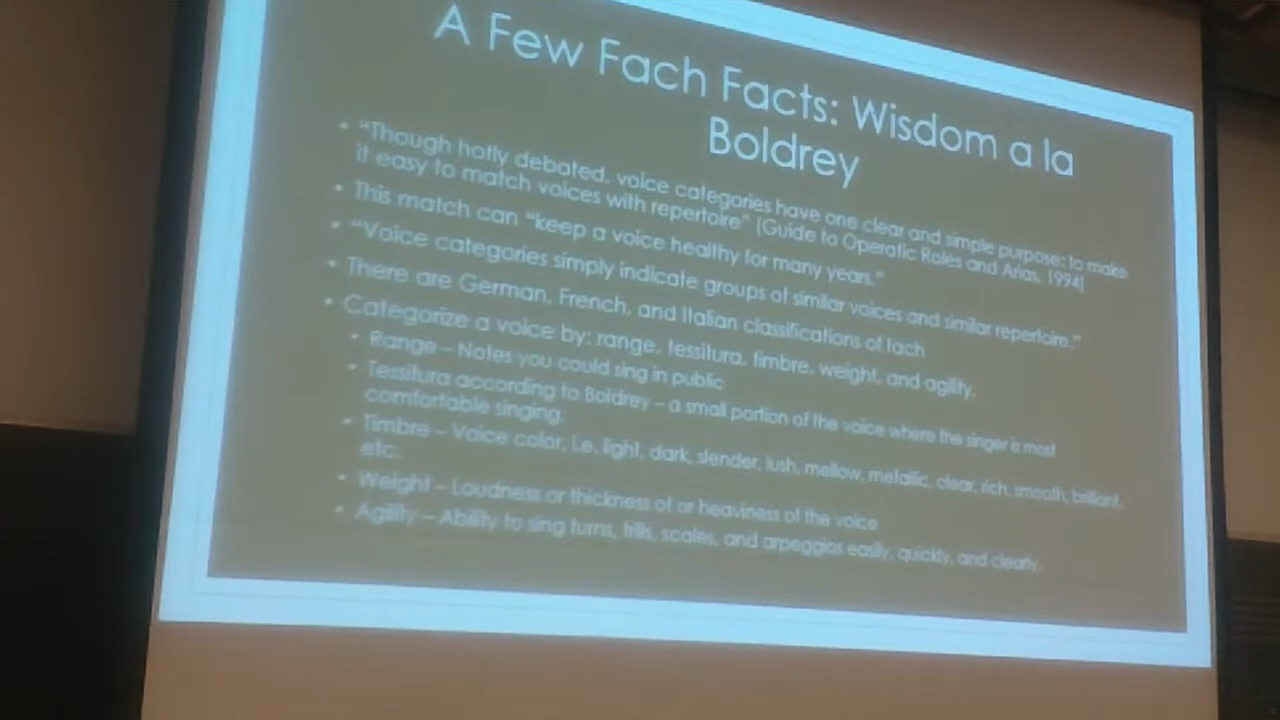 A Few Fach Facts: Wisdom a la
Boldrey
• “Though hotly debated, voice categories have one clear and simple purpose: to make
it easy to match voices with repertoire” (Guide to Operatic Roles and Arias, 1994)
• This match can “keep a voice healthy for many years.”
• “Voice categories simply indicate groups of similar voices and similar repertoire.”
• There are German, French, and Italian classifications of fach
• Categorize a voice by: range, tessitura, timbre, weight, and agility.
• Range – Notes you could sing in public
• Tessitura according to Boldrey – a small portion of the voice where the singer is most
comfortable singing.
• Timbre – Voice color, i.e. light, dark, slender, lush, mellow, metallic, clear, rich, smooth, brilliant,
etc.
• Weight – Loudness or thickness of or heaviness of the voice
• Agility – Ability to sing turns, trills, scales, and arpeggios easily, quickly, and clearly.